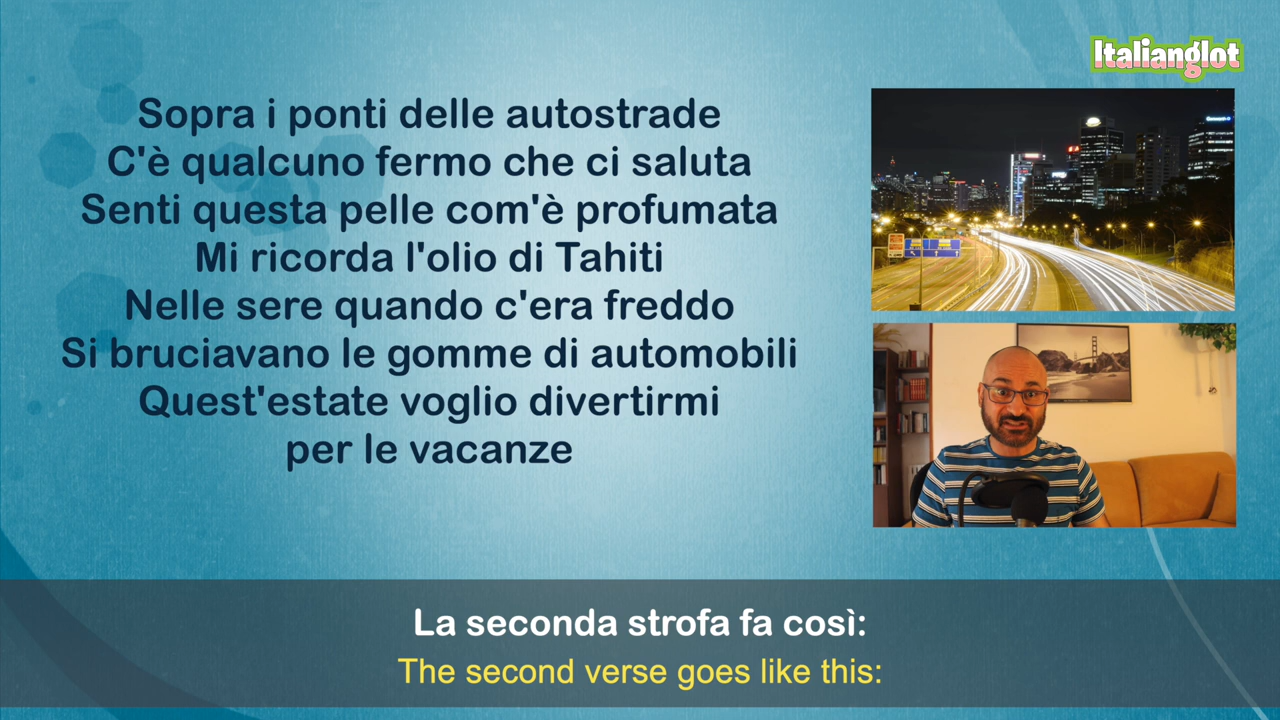 Italianglot
Sopra i ponti delle autostrade
C'è qualcuno fermo che ci saluta
Senti questa pelle com'è profumata
Mi ricorda l'olio di Tahiti
Nelle sere quando c'era freddo
Si bruciavano le gomme di automobili
Quest'estate voglio divertirmi
per le vacanze
La seconda strofa fa così:
The second verse goes like this: